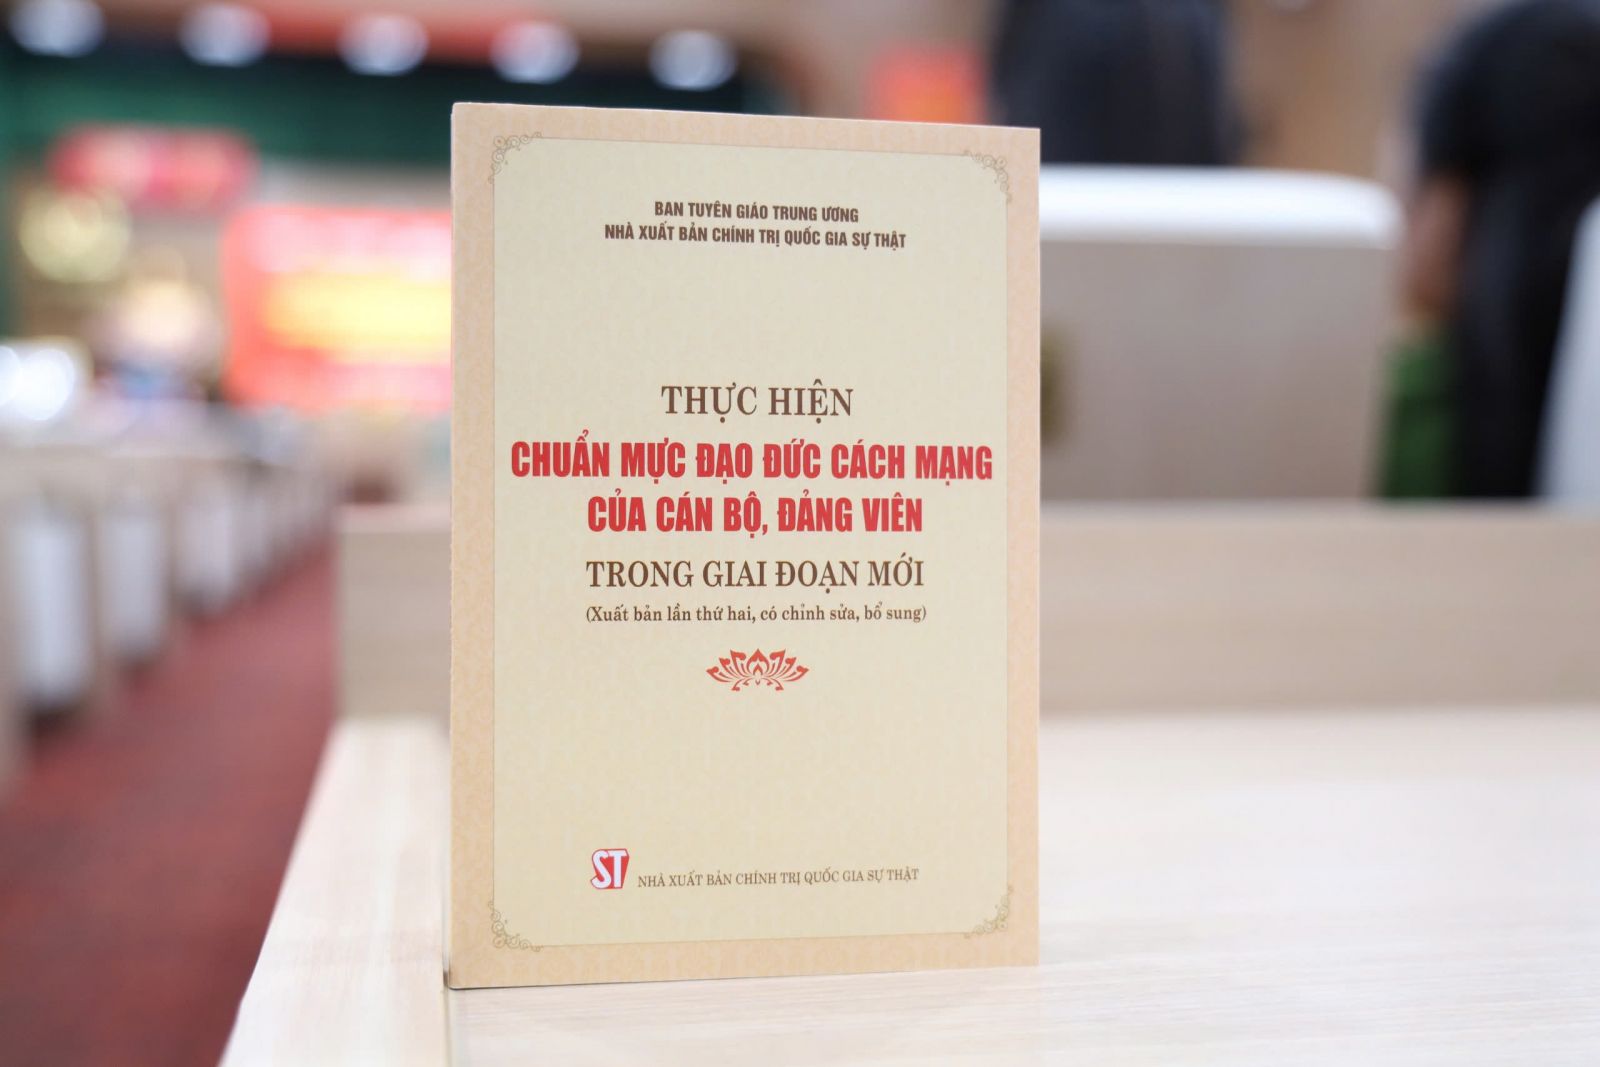 BAN TUYÊN GIÁO TRUNG ƯƠNG
NHÀ XUẤT BẢN CHÍNH TRỊ QUỐC GIA SỰ THẬT
THỰC HIỆN
CHUẨN MỰC ĐẠO ĐỨC CÁCH MẠNG
CỦA CÁN BỘ, ĐẢNG VIÊN
TRONG GIAI ĐOẠN MỚI
(Xuất bản lần thứ hai, có chỉnh sửa, bổ sung)
ST NHÀ XUẤT BẢN CHÍNH TRỊ QUỐC GIA SỰ THẬT